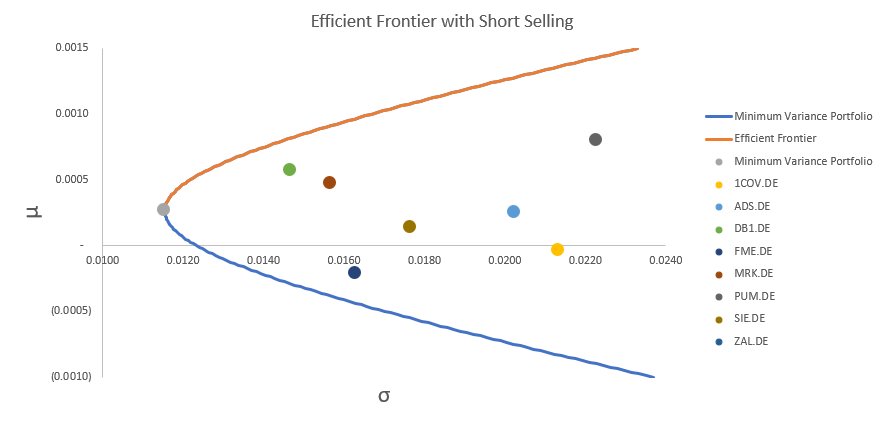 Efficient Frontier with Short Selling
0.0015
0.0010
0.0005
-
(0.0005)
(0.0010)
μ
0.0100
0.0120
0.0140
0.0160
0.0180
0.0200
0.0220
0.0240
σ
Minimum Variance Portfolio
Efficient Frontier
Minimum Variance Portfolio
1COV.DE
ADS.DE
DB1.DE
FME.DE
MRK.DE
PUM.DE
SIE.DE
ZAL.DE